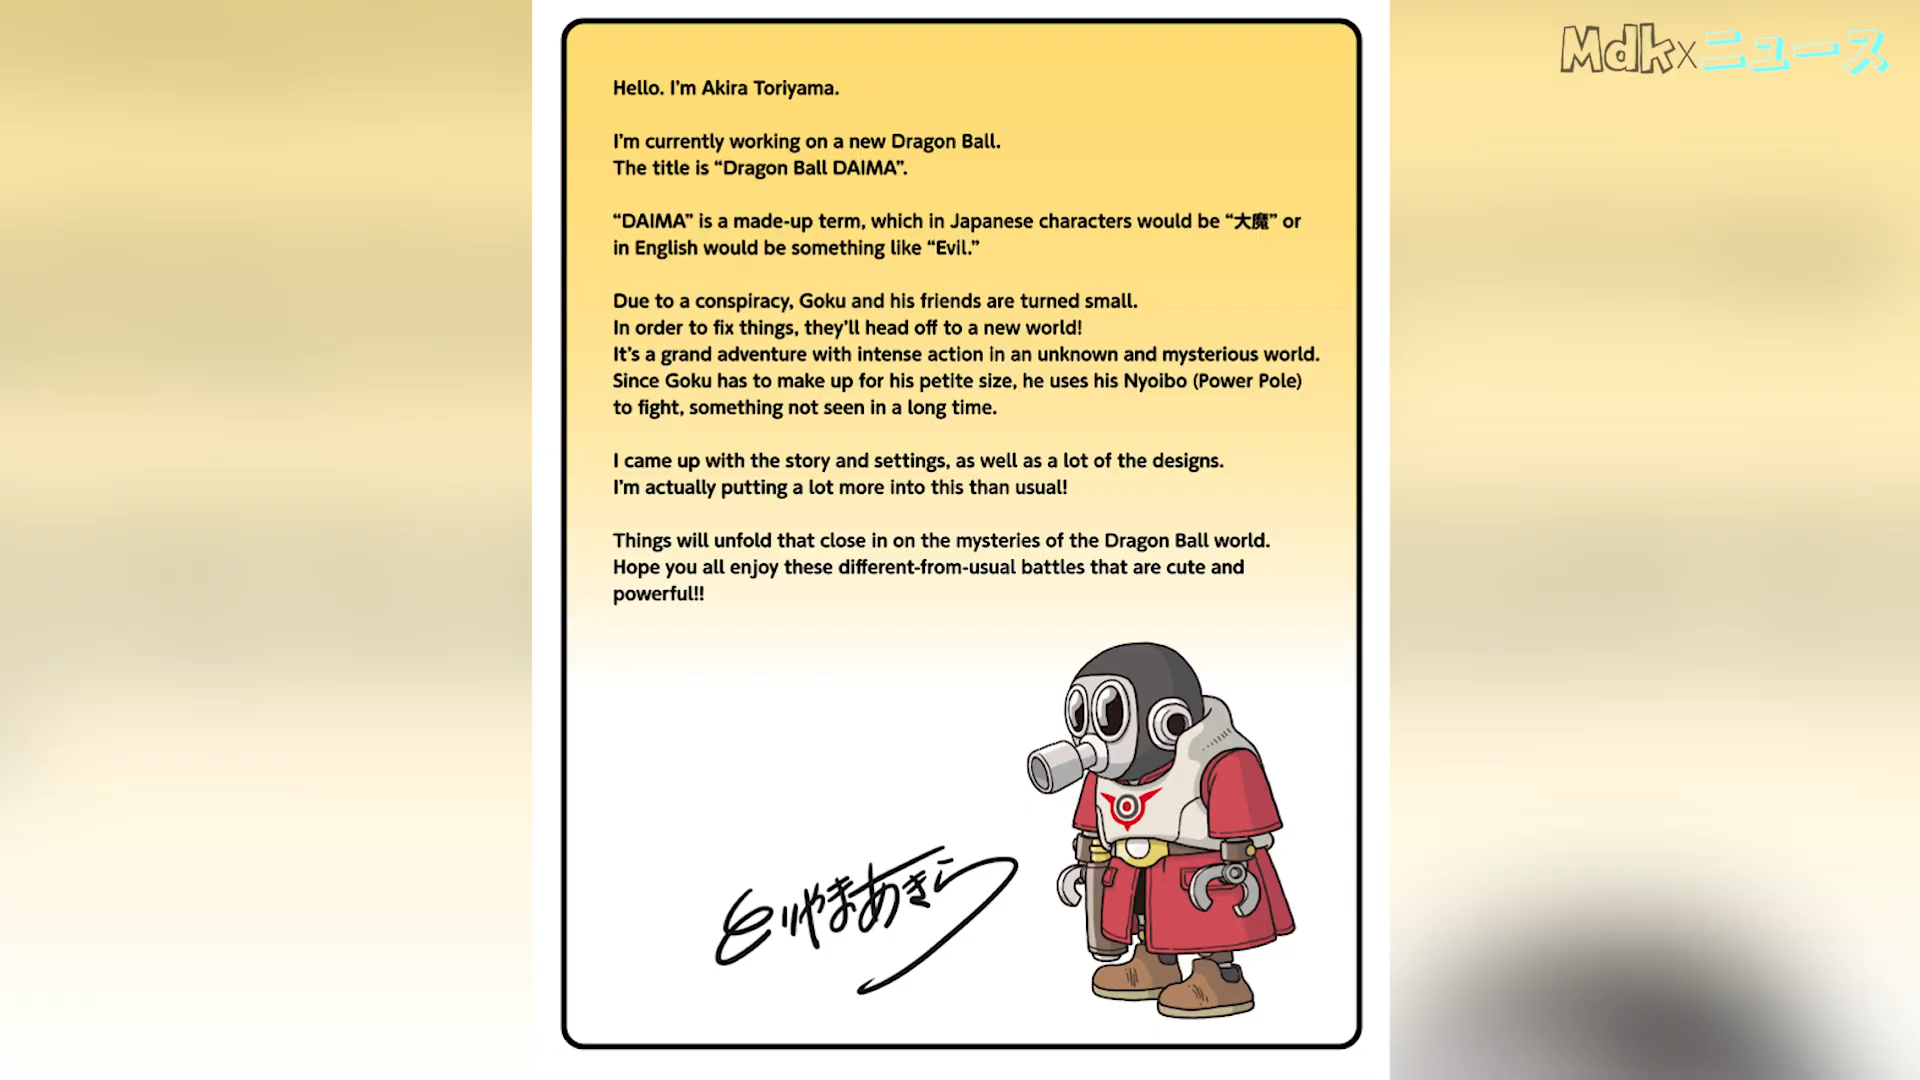 Mdk×ニュース
Hello. I'm Akira Toriyama.
I'm currently working on a new Dragon Ball.
The title is “Dragon Ball DAIMA”.
“DAIMA” is a made-up term, which in Japanese characters would be “大魔” or
in English would be something like “Evil.”
Due to a conspiracy, Goku and his friends are turned small.
In order to fix things, they'll head off to a new world!
It's a grand adventure with intense action in an unknown and mysterious world.
Since Goku has to make up for his petite size, he uses his Nyoibo (Power Pole)
to fight, something not seen in a long time.
I came up with the story and settings, as well as a lot of the designs.
I'm actually putting a lot more into this than usual!
Things will unfold that close in on the mysteries of the Dragon Ball world.
Hope you all enjoy these different-from-usual battles that are cute and
powerful!!
とりやまあきら